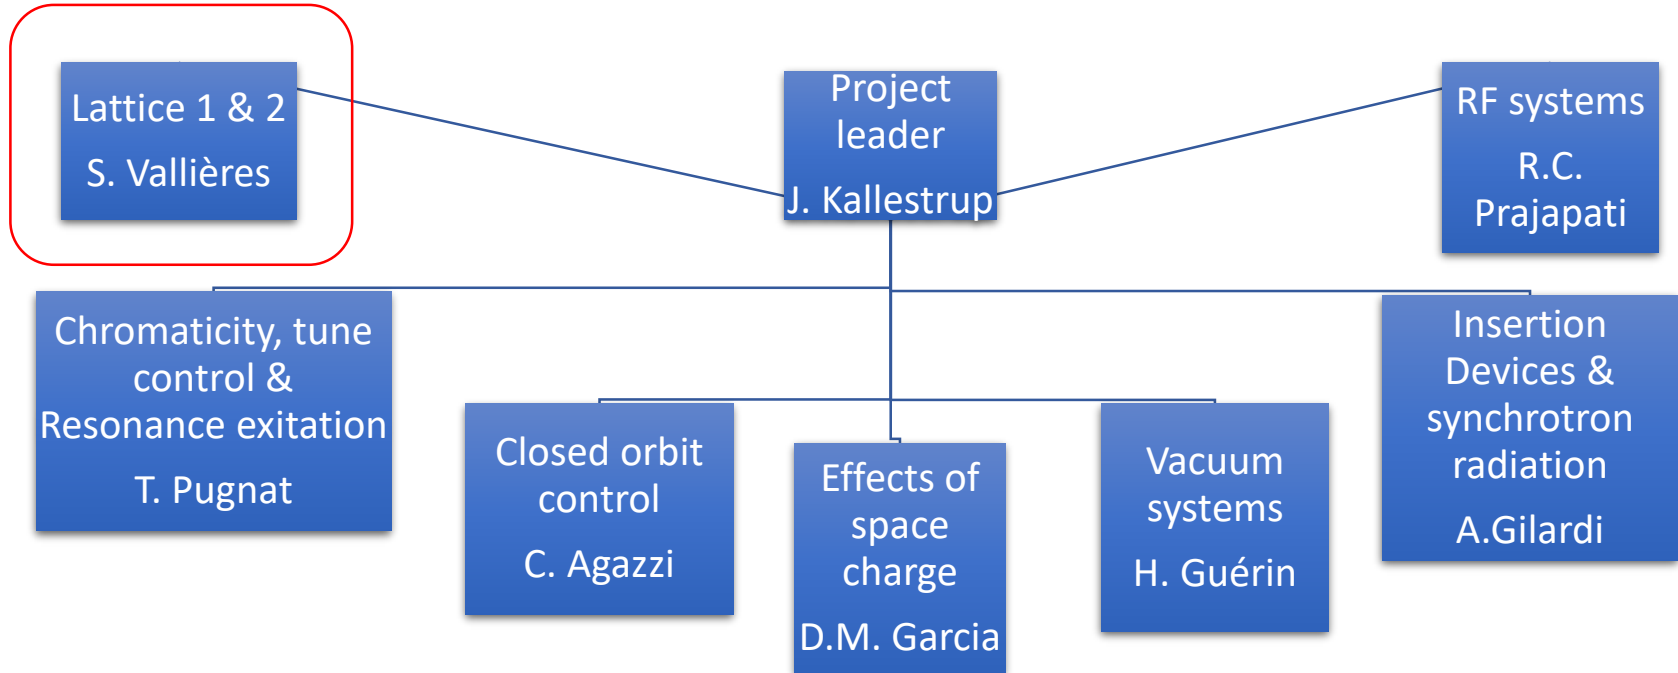 Lattice 1 & 2
S. Vallières
Project
leader
J. Kallestrup
RF systems
R.C.
Prajapati
Chromaticity, tune
control &
Resonance exitation
T. Pugnat
Closed orbit
control
C. Agazzi
Effects of
space
charge
D.M. Garcia
Vacuum
systems
H. Guérin
Insertion
Devices &
synchrotron
radiation
A.Gilardi